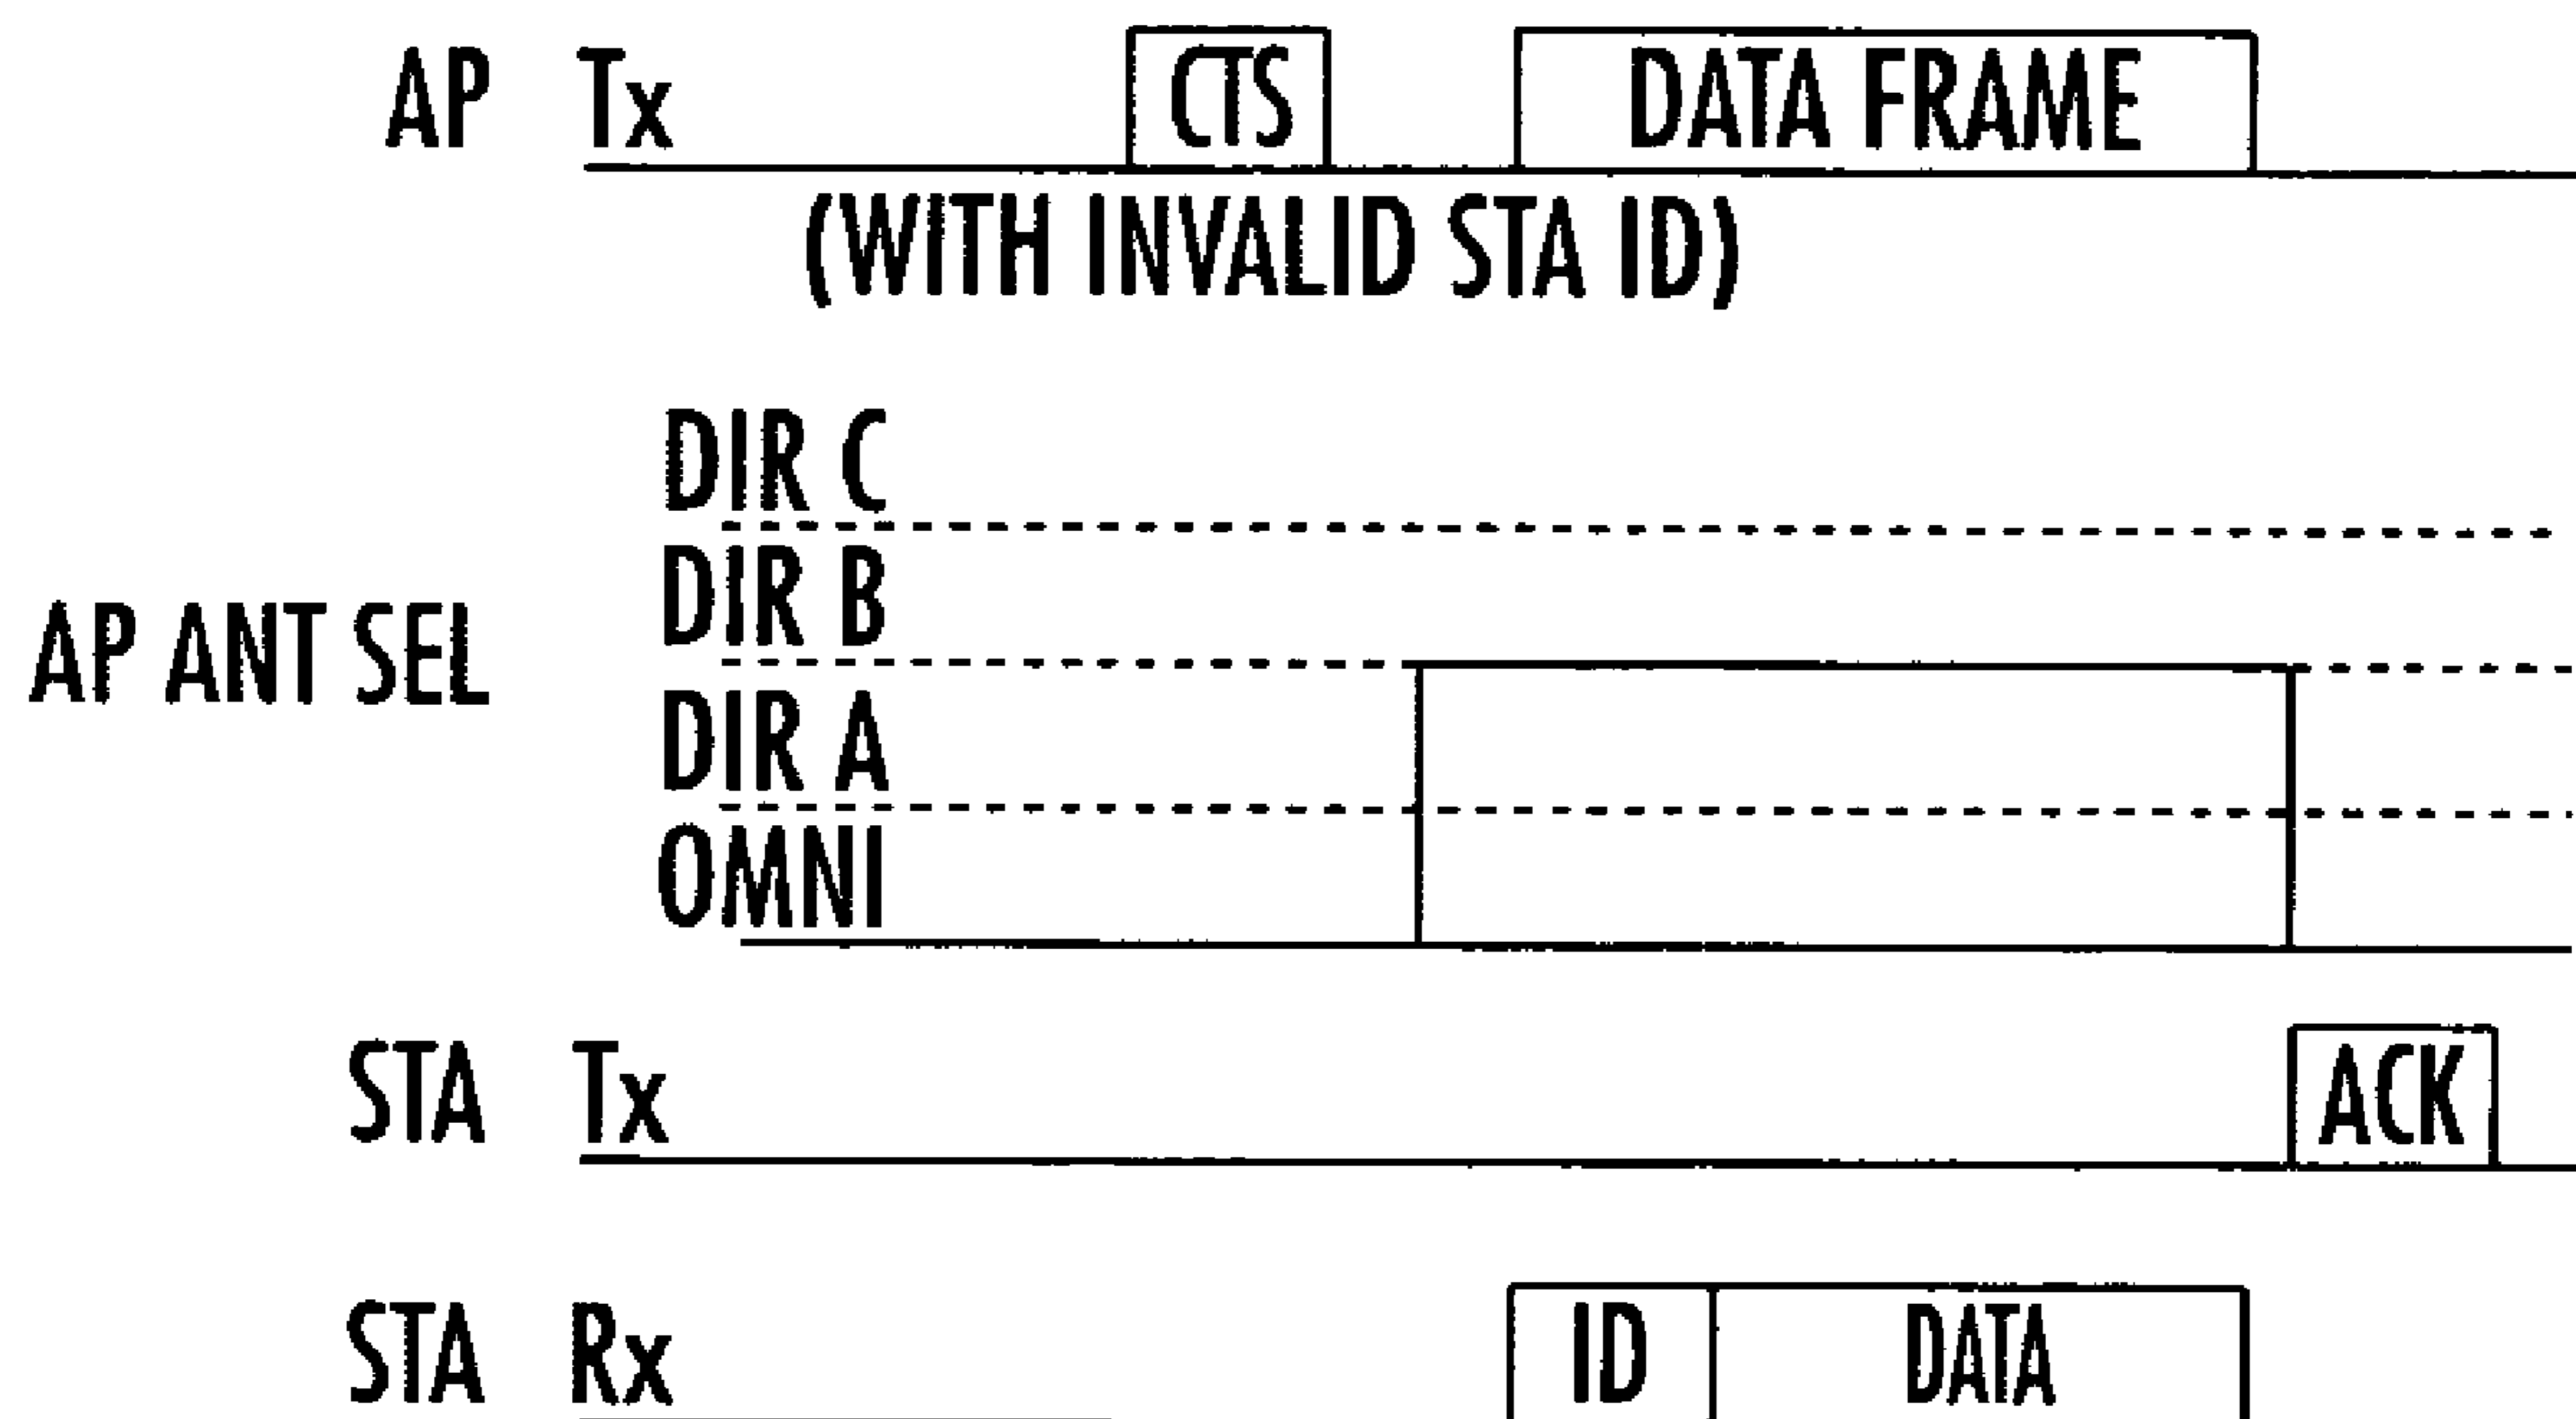 AP Tx CTS DATA FRAME
(WITH INVALID STA ID)
DIR C
DIR B
AP ANT SEL
DIR A
OMNI
STA Tx ACK
STA Rx ID DATA